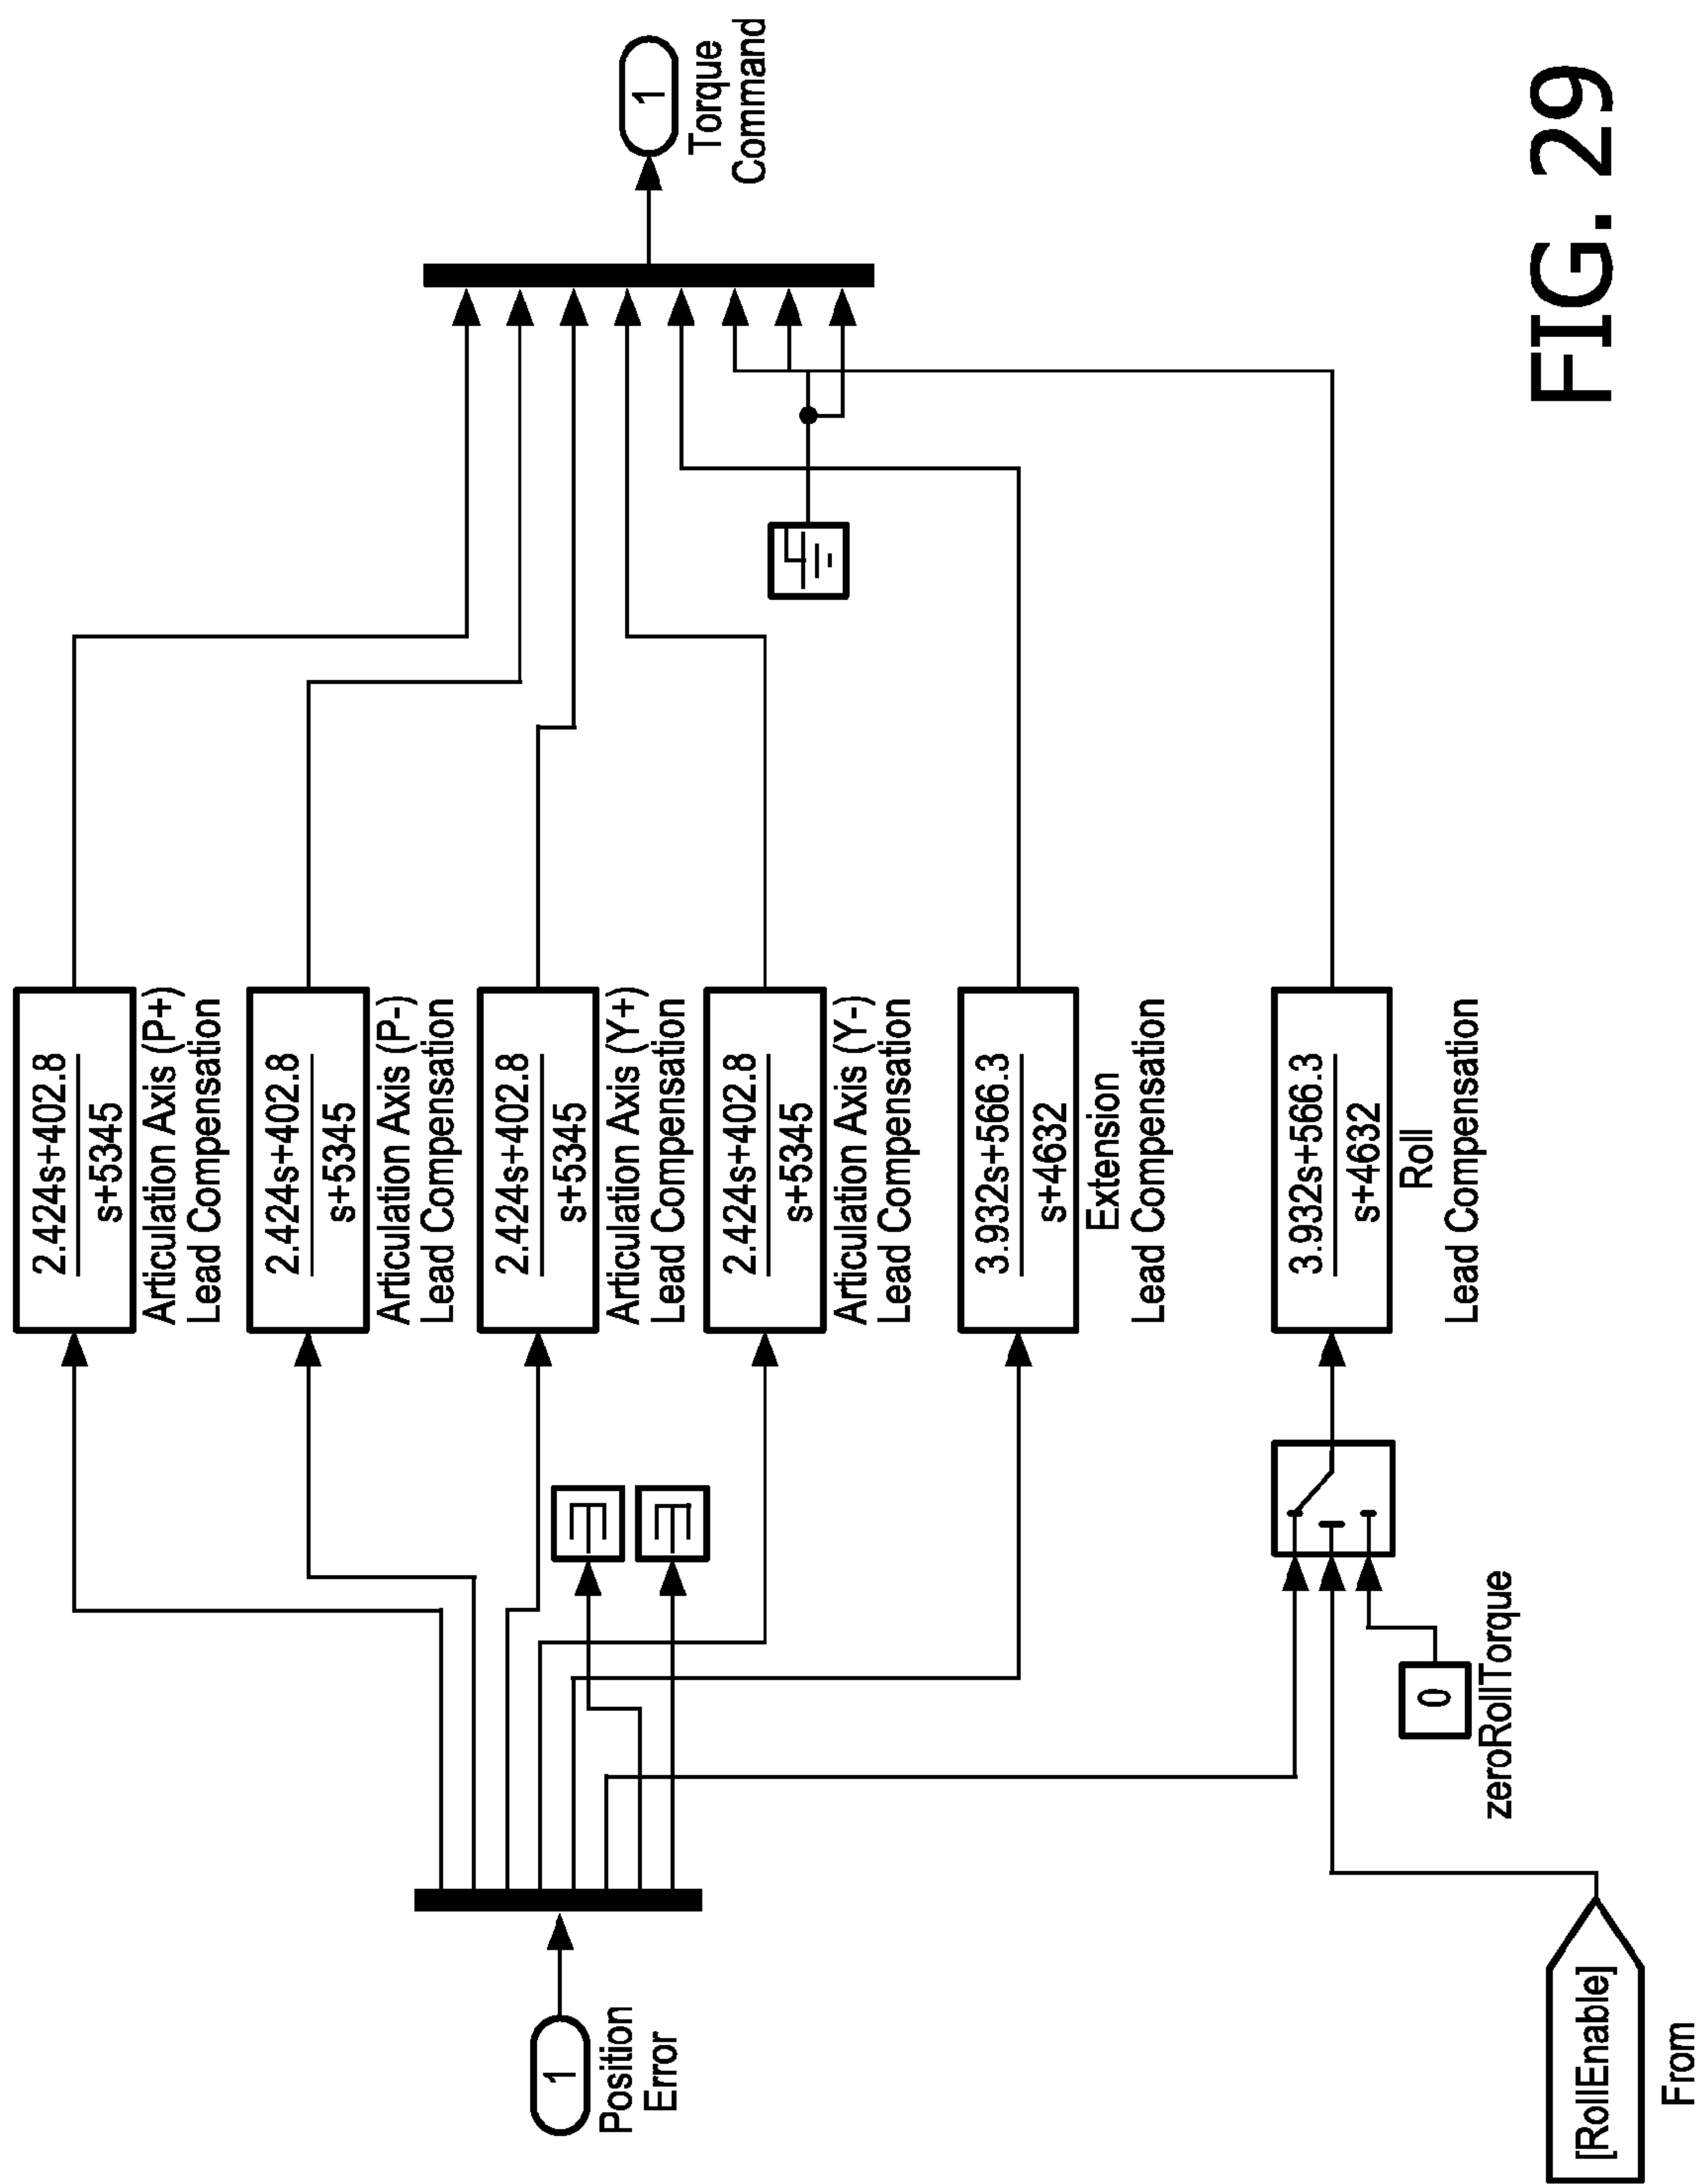 2.424s+402.8
s+5345
Articulation Axis (P+)
Lead Compensation
2.424s+402.8
s+5345
Articulation Axis (P-)
Lead Compensation
2.424s+402.8
s+5345
Articulation Axis (Y+)
Lead Compensation
2.424s+402.8
s+5345
Articulation Axis (Y-)
Lead Compensation
3.932s+566.3
s+4632
Extension
Lead Compensation
3.932s+566.3
s+4632
Roll
Lead Compensation
1
Position
Error
1
Torque
Command
0
zeroRollTorque
[RollEnable]
From
FIG. 29